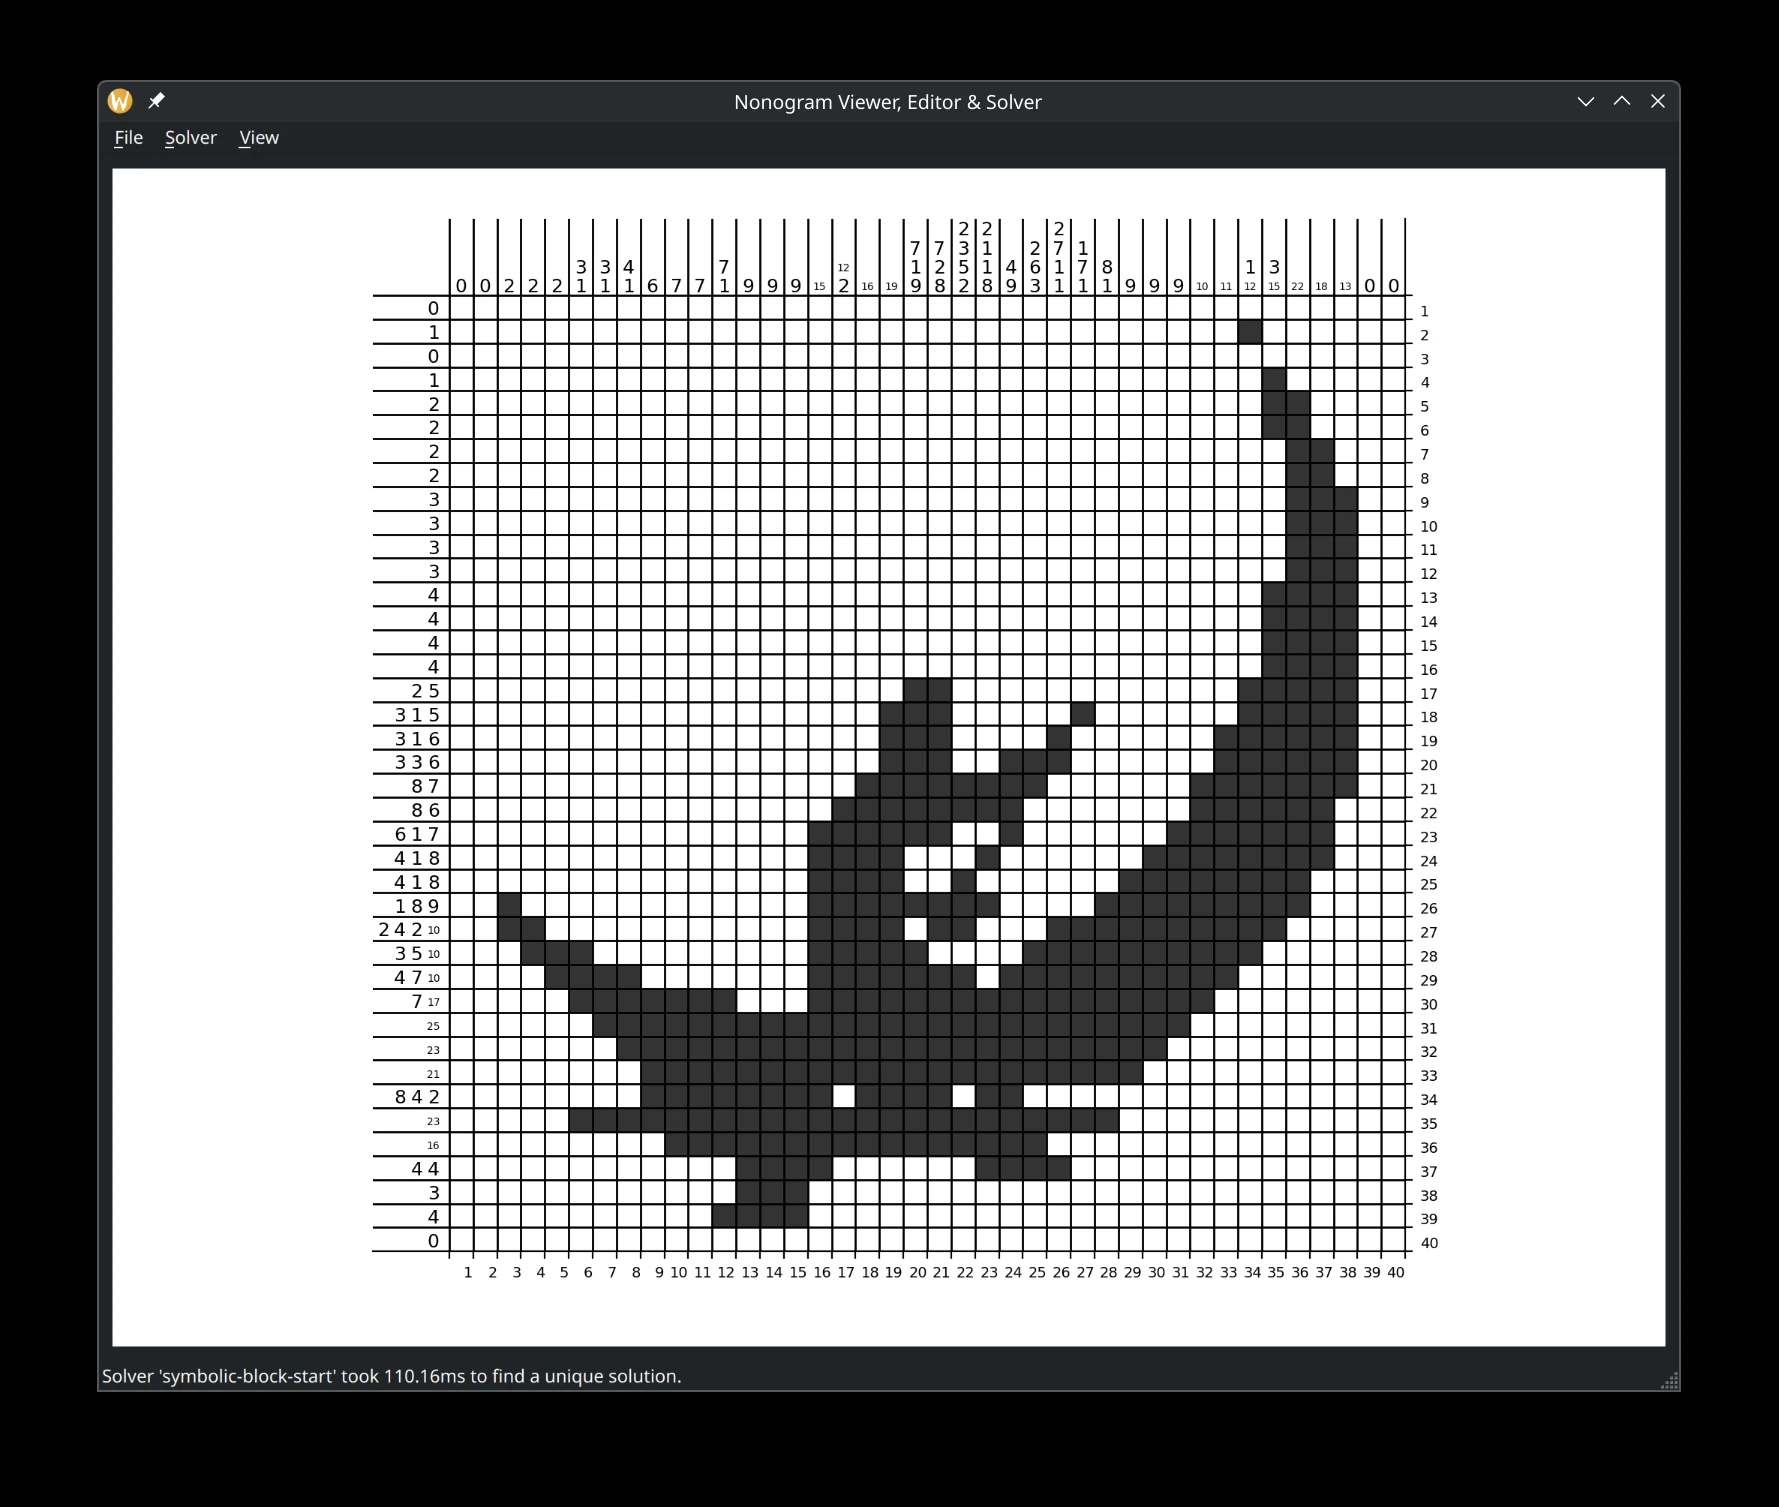 Nonogram Viewer, Editor & Solver
File Solver View
2 2 2
7 7 3 1 2 7 1
3 3 4 7 12 1 2 5 1 4 6 1 7 8 1 3
0 0 2 2 2 1 1 1 6 7 7 1 9 9 9 15 2 16 19 9 8 2 8 9 3 1 1 1 9 9 9 10 11 12 15 22 18 13 0 0
0 1
1 2
0 3
1 4
2 5
2 6
2 7
2 8
3 9
3 10
3 11
3 12
4 13
4 14
4 15
4 16
2 5 17
3 1 5 18
3 1 6 19
3 3 6 20
8 7 21
8 6 22
6 1 7 23
4 1 8 24
4 1 8 25
1 8 9 26
2 4 2 10 27
3 5 10 28
4 7 10 29
7 17 30
25 31
23 32
21 33
8 4 2 34
23 35
16 36
4 4 37
3 38
4 39
0 40
1 2 3 4 5 6 7 8 9 10 11 12 13 14 15 16 17 18 19 20 21 22 23 24 25 26 27 28 29 30 31 32 33 34 35 36 37 38 39 40
Solver 'symbolic-block-start' took 110.16ms to find a unique solution.